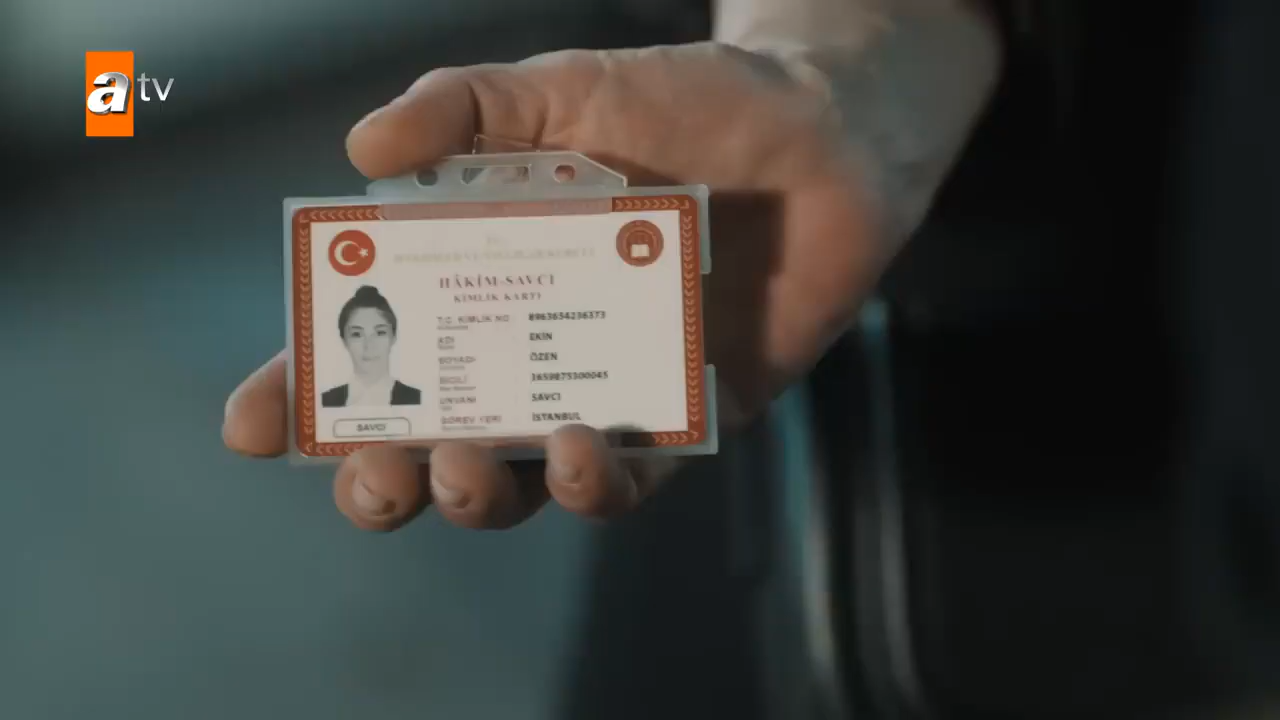 atv
HÂKİM-SAVCI
KİMLİK KARTI
T.C. KİMLİK NO 8963654236373
ADI EKİN
SOYADI ÖZEN
SİCİLİ 3659875300045
UNVANI SAVCI
GÖREV YERİ İSTANBUL
SAVCI